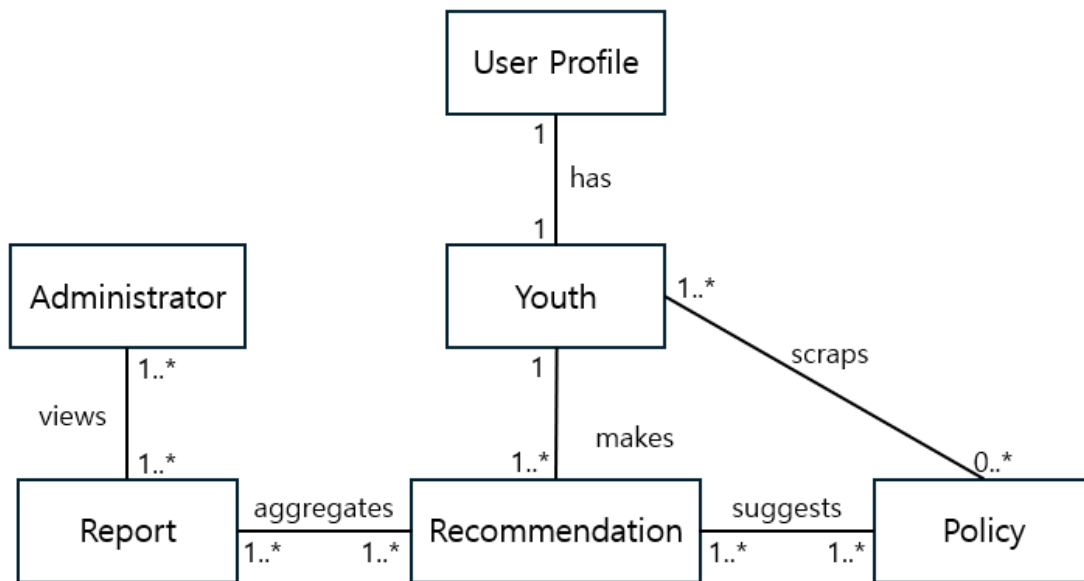 User Profile
1
has
1
Administrator
Youth
1..*
1..*
1
scraps
views
makes
1..*
1..*
0..*
Report
aggregates
Recommendation
suggests
Policy
1..*
1..*
1..*
1..*